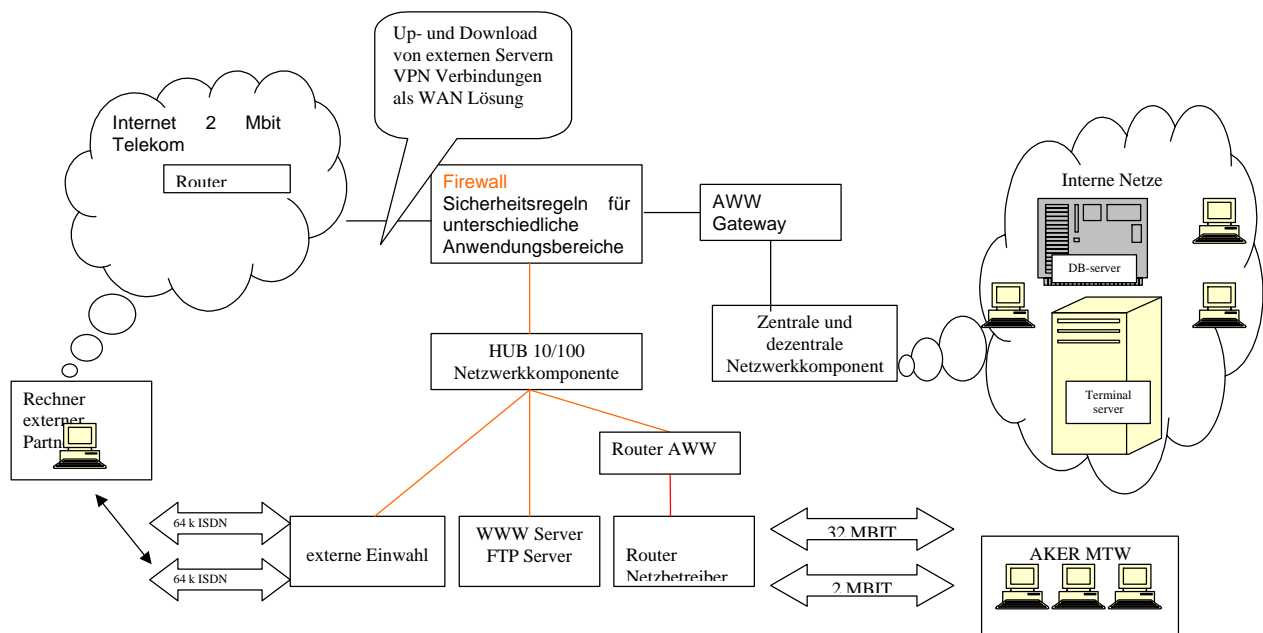 Up- und Download
von externen Servern
VPN Verbindungen
als WAN Lösung
Internet 2 Mbit
Telekom
Router
Firewall
Sicherheitsregeln für
unterschiedliche
Anwendungsbereiche
AWW
Gateway
Interne Netze
DB-server
Terminal
server
Zentrale und
dezentrale
Netzwerkkomponent
HUB 10/100
Netzwerkkomponente
Rechner
externer
Partn
Router AWW
64 k ISDN
64 k ISDN
externe Einwahl
WWW Server
FTP Server
Router
Netzbetreiber
32 MBIT
2 MBIT
AKER MTW